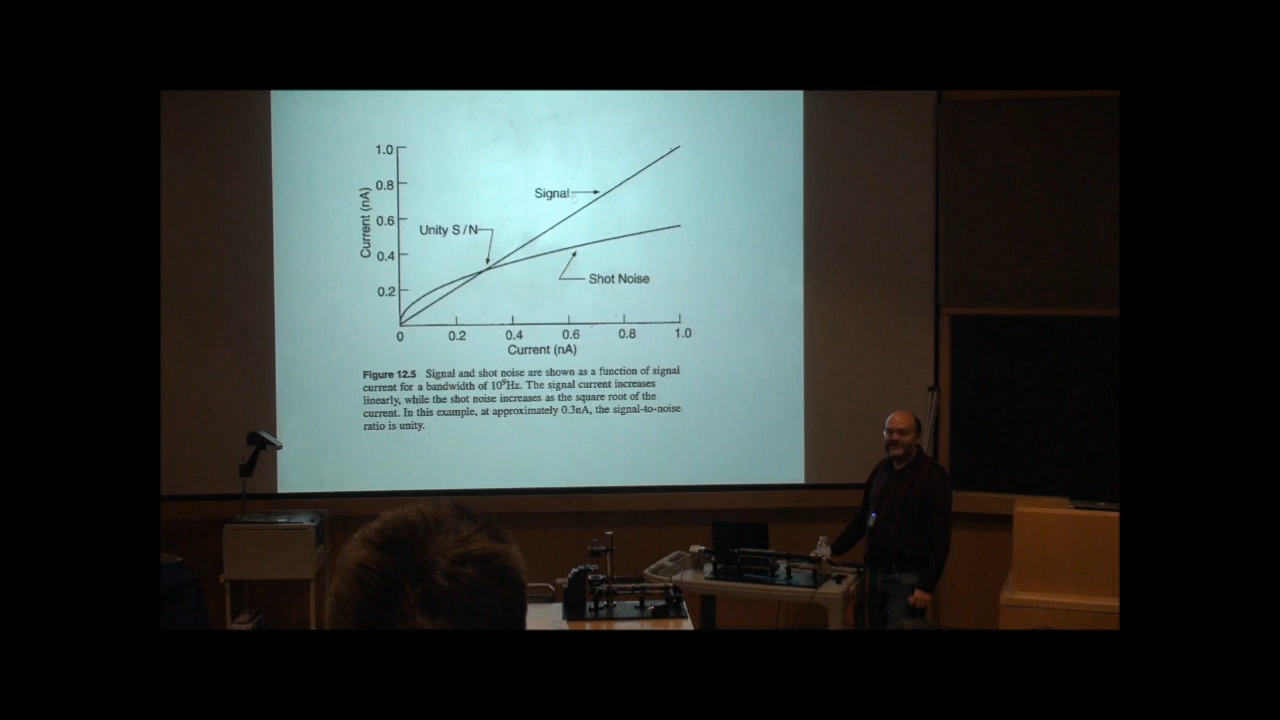 1.0
0.8
Signal
0.6
Unity S/N
0.4
Shot Noise
0.2
Current (nA)
0 0.2 0.4 0.6 0.8 1.0
Current (nA)
Figure 12.5 Signal and shot noise are shown as a function of signal
current for a bandwidth of 10⁹Hz. The signal current increases
linearly, while the shot noise increases as the square root of the
current. In this example, at approximately 0.3nA, the signal-to-noise
ratio is unity.